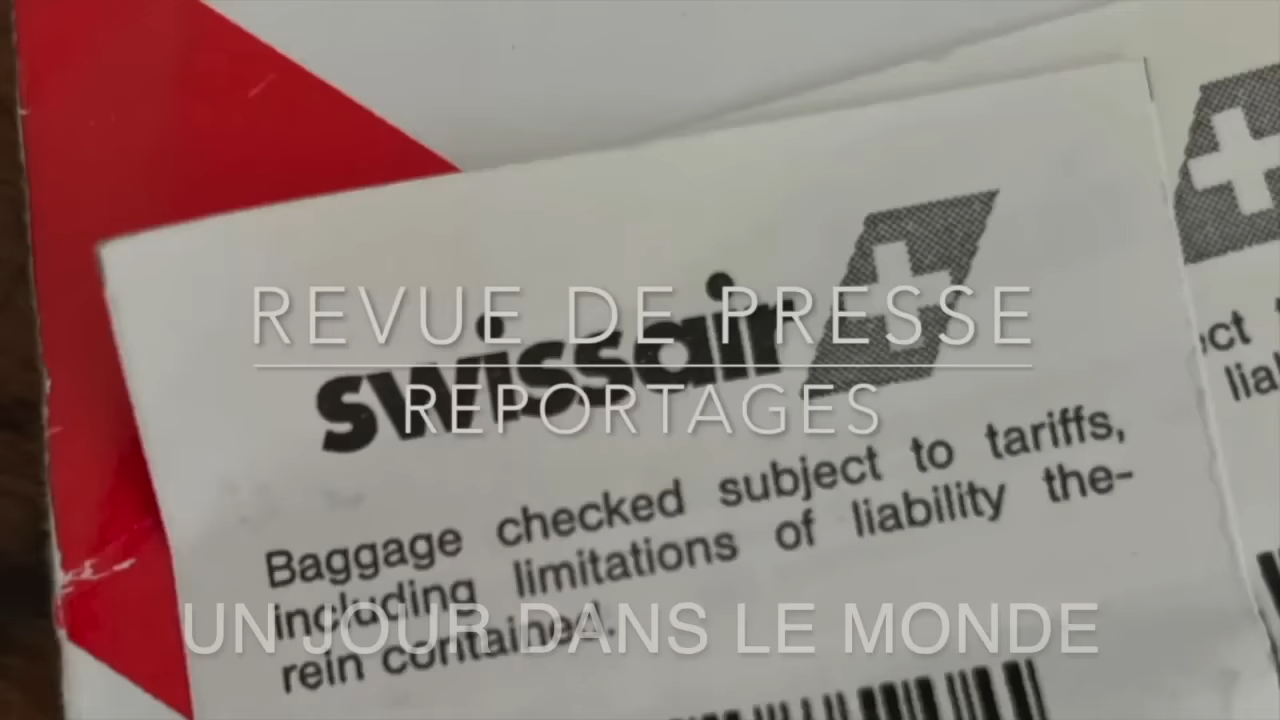 REVUE DE PRESSE
swissair
REPORTAGES
Baggage checked subject to tariffs,
including limitations of liability the-
rein contained.
UN JOUR DANS LE MONDE
ct
lia